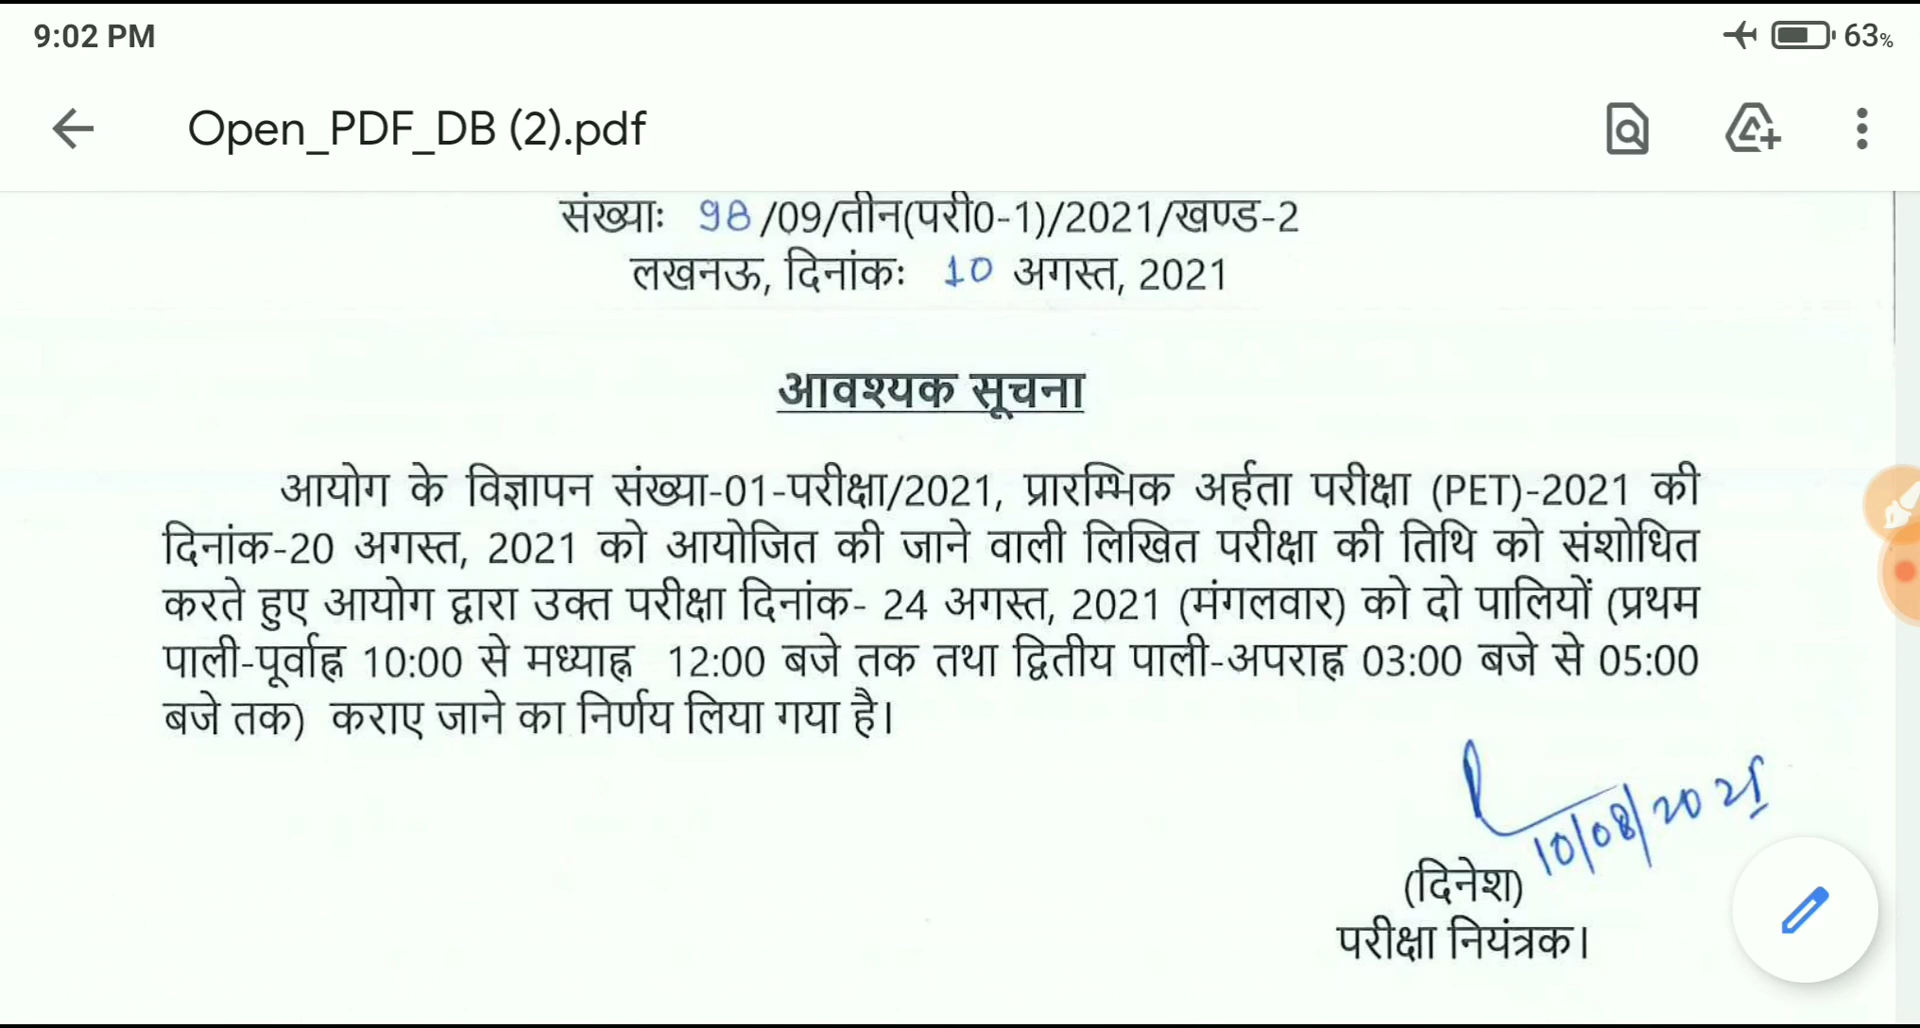 9:02 PM
63%
Open_PDF_DB (2).pdf
संख्याः 98/09/तीन(परी0-1)/2021/खण्ड-2
लखनऊ, दिनांकः 10 अगस्त, 2021
आवश्यक सूचना
आयोग के विज्ञापन संख्या-01-परीक्षा/2021, प्रारम्भिक अर्हता परीक्षा (PET)-2021 की
दिनांक-20 अगस्त, 2021 को आयोजित की जाने वाली लिखित परीक्षा की तिथि को संशोधित
करते हुए आयोग द्वारा उक्त परीक्षा दिनांक- 24 अगस्त, 2021 (मंगलवार) को दो पालियों (प्रथम
पाली-पूर्वाह्न 10:00 से मध्याह्न 12:00 बजे तक तथा द्वितीय पाली-अपराह्न 03:00 बजे से 05:00
बजे तक) कराए जाने का निर्णय लिया गया है।
10/08/2021
(दिनेश)
परीक्षा नियंत्रक।